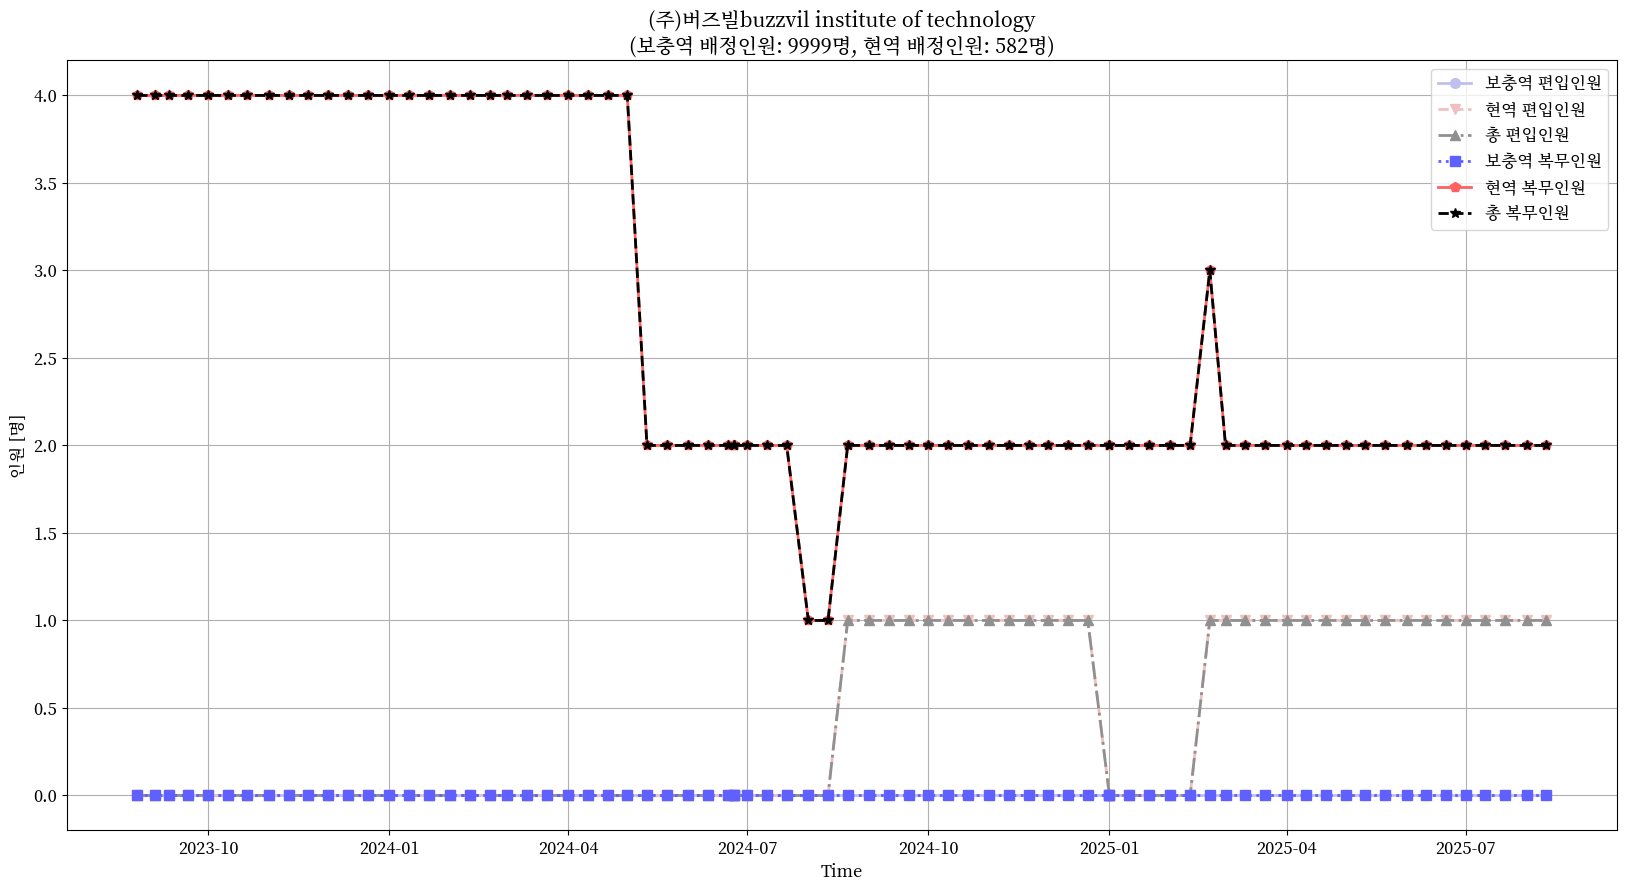 (주)버즈빌buzzvil institute of technology
(보충역 배정인원: 9999명, 현역 배정인원: 582명)
보충역 편입인원
현역 편입인원
총 편입인원
보충역 복무인원
현역 복무인원
총 복무인원
인원 [명]
4.0
3.5
3.0
2.5
2.0
1.5
1.0
0.5
0.0
2023-10 2024-01 2024-04 2024-07 2024-10 2025-01 2025-04 2025-07
Time